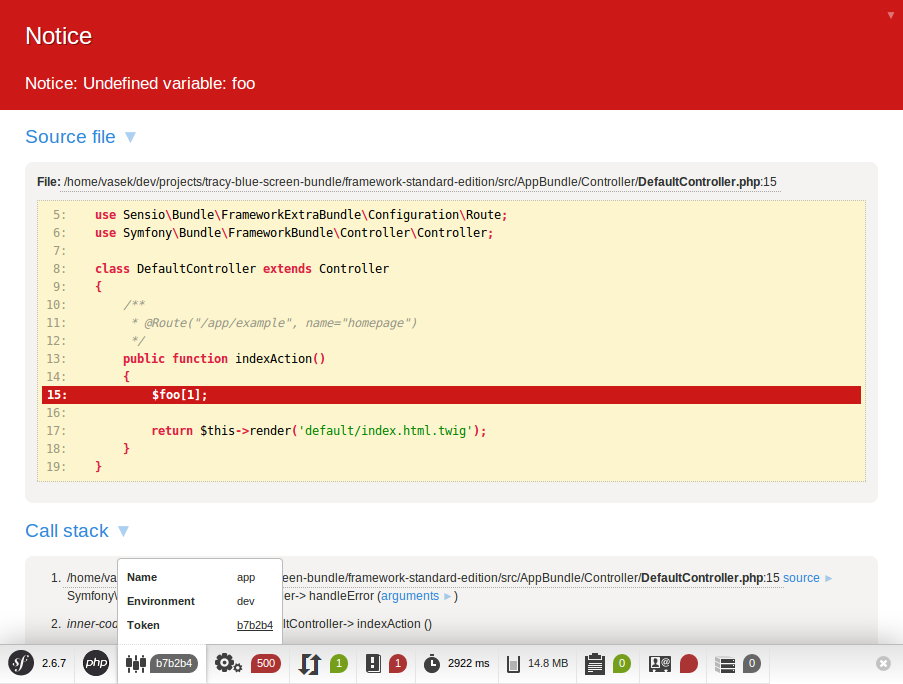 Notice
Notice: Undefined variable: foo
Source file ▼
File: /home/vasek/dev/projects/tracy-blue-screen-bundle/framework-standard-edition/src/AppBundle/Controller/DefaultController.php:15
5: use Sensio\Bundle\FrameworkExtraBundle\Configuration\Route;
6: use Symfony\Bundle\FrameworkBundle\Controller\Controller;
7:
8: class DefaultController extends Controller
9: {
10: /**
11: * @Route("/app/example", name="homepage")
12: */
13: public function indexAction()
14: {
15: $foo[1];
16:
17: return $this->render('default/index.html.twig');
18: }
19: }
Call stack ▼
1. /home/va een-bundle/framework-standard-edition/src/AppBundle/Controller/DefaultController.php:15 source ►
Symfony\ er-> handleError (arguments ►)
2. inner-cod ltController-> indexAction ()
Name app
Environment dev
Token b7b2b4
sf 2.6.7 php b7b2b4 500 1 1 2922 ms 14.8 MB 0 0